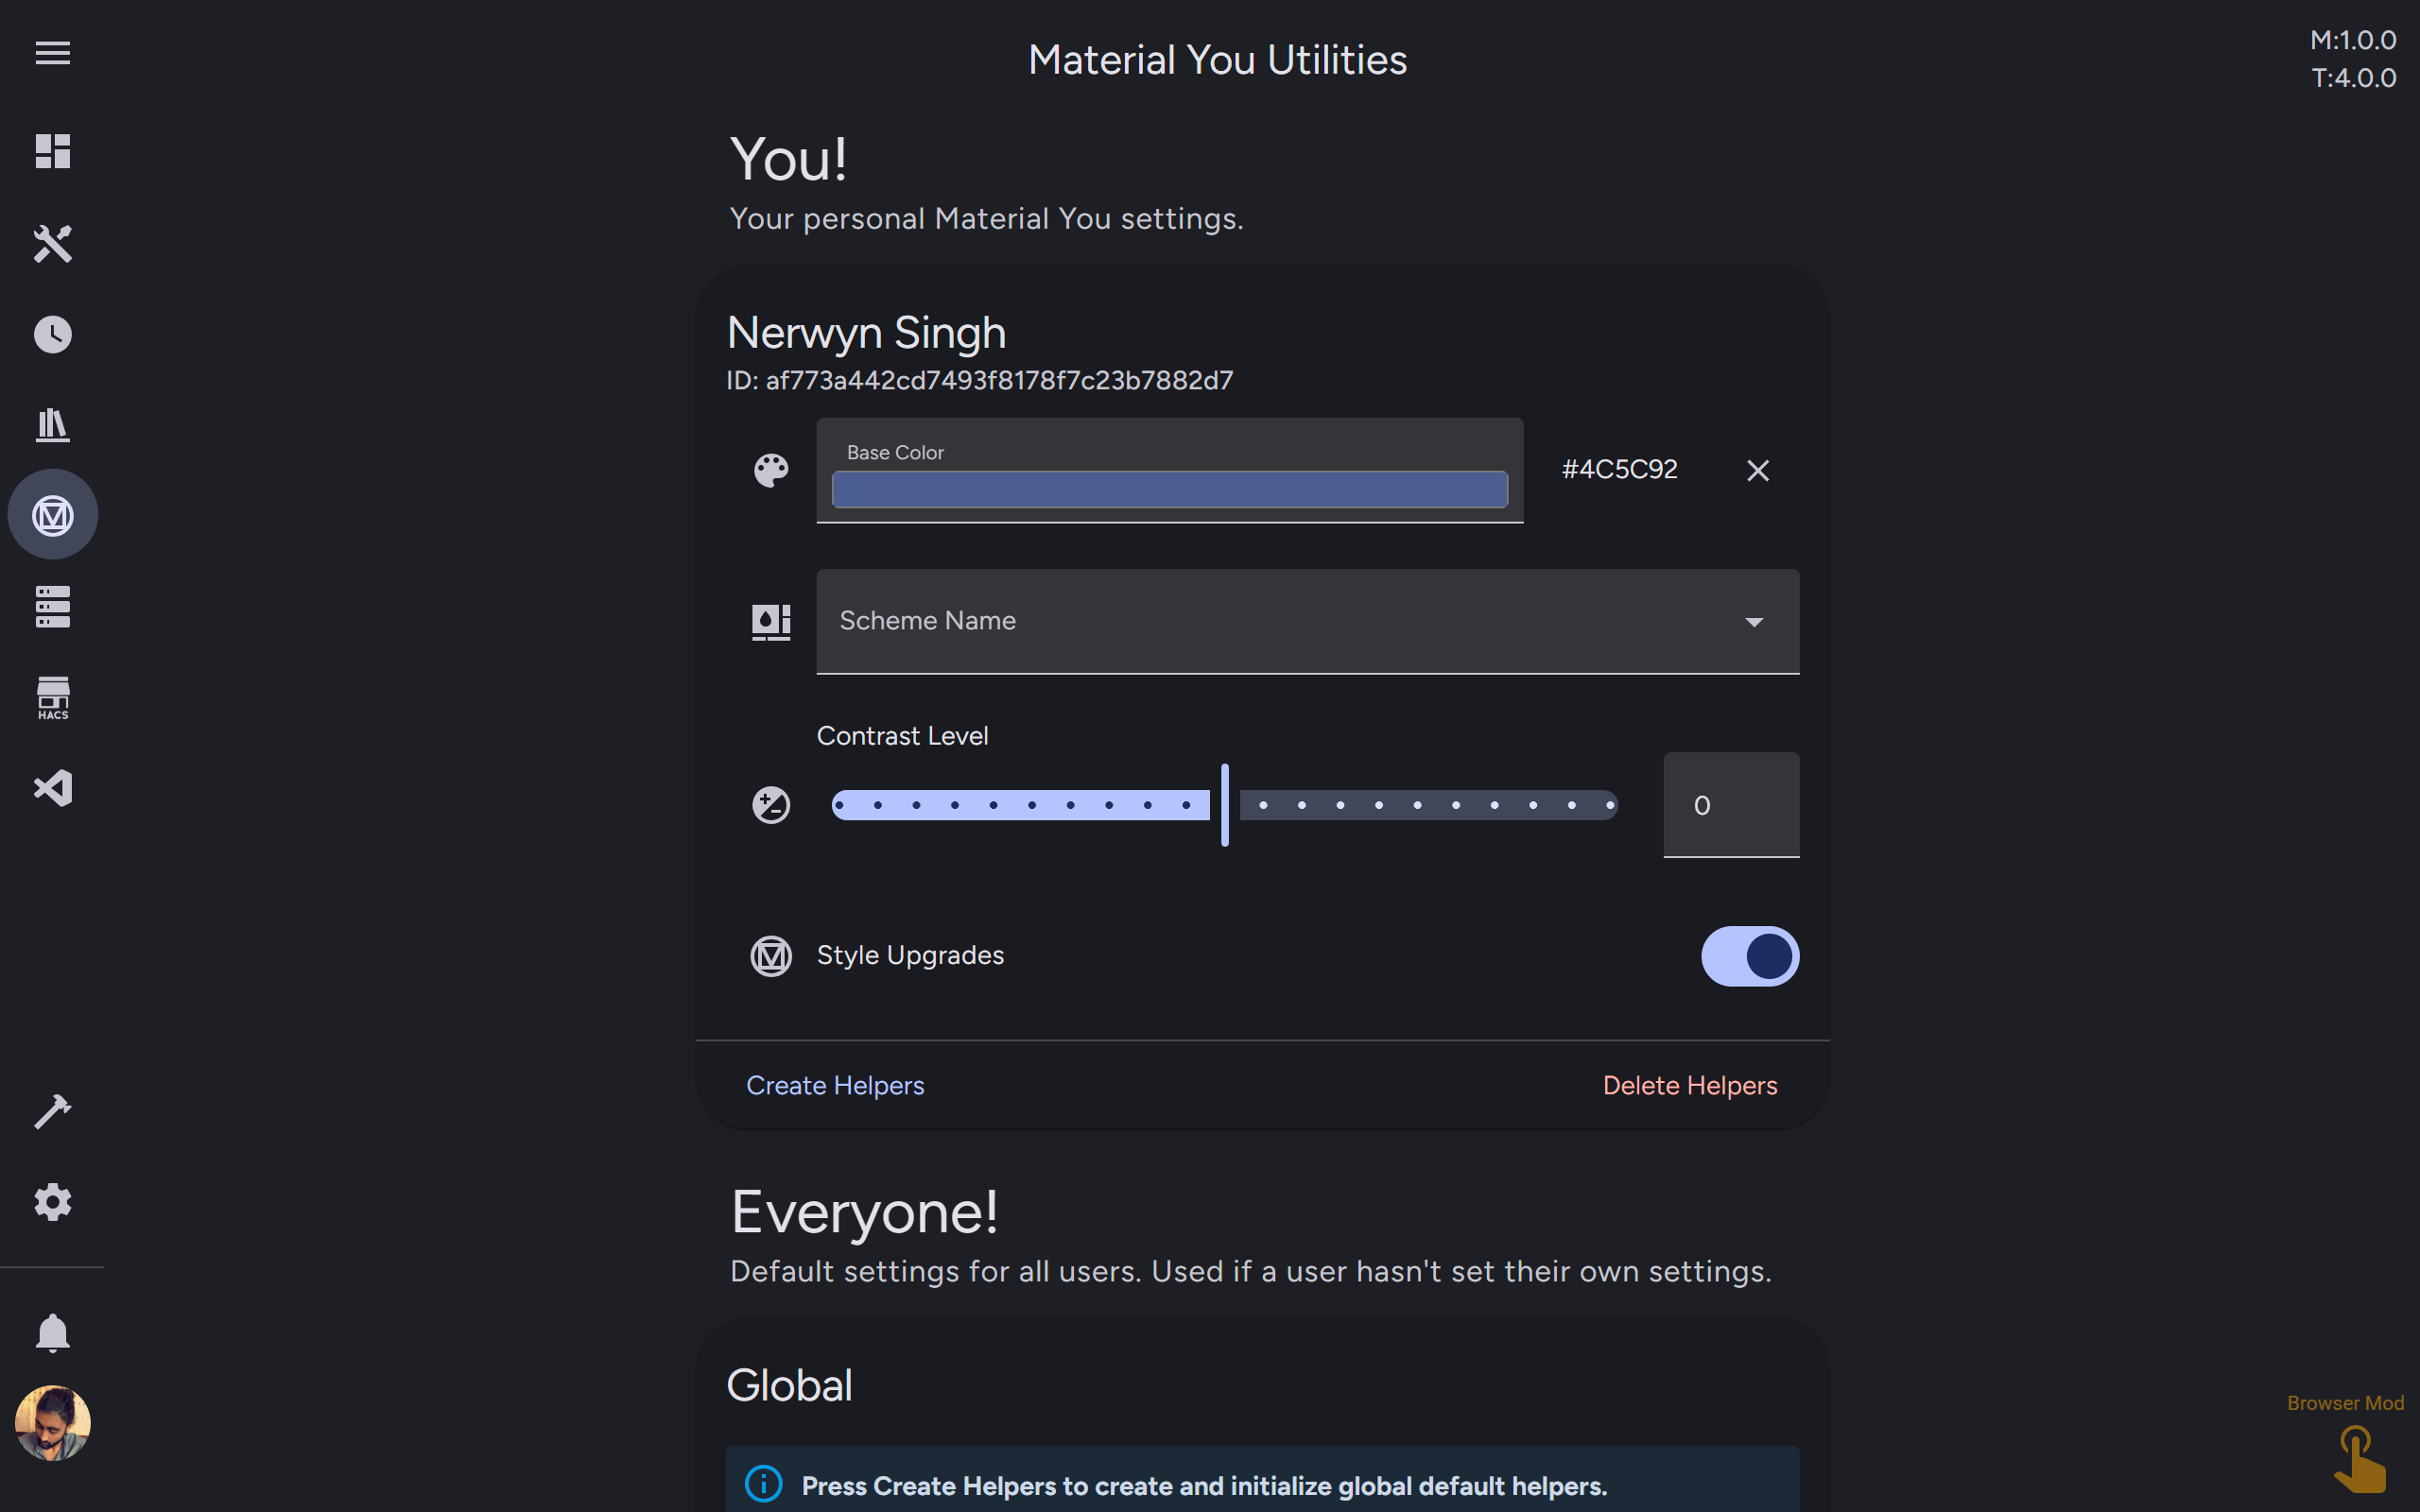 Material You Utilities
M:1.0.0
T:4.0.0
You!
Your personal Material You settings.
Nerwyn Singh
ID: af773a442cd7493f8178f7c23b7882d7
Base Color
#4C5C92
Scheme Name
Contrast Level
0
Style Upgrades
HACS
Create Helpers
Delete Helpers
Everyone!
Default settings for all users. Used if a user hasn't set their own settings.
Global
Press Create Helpers to create and initialize global default helpers.
Browser Mod